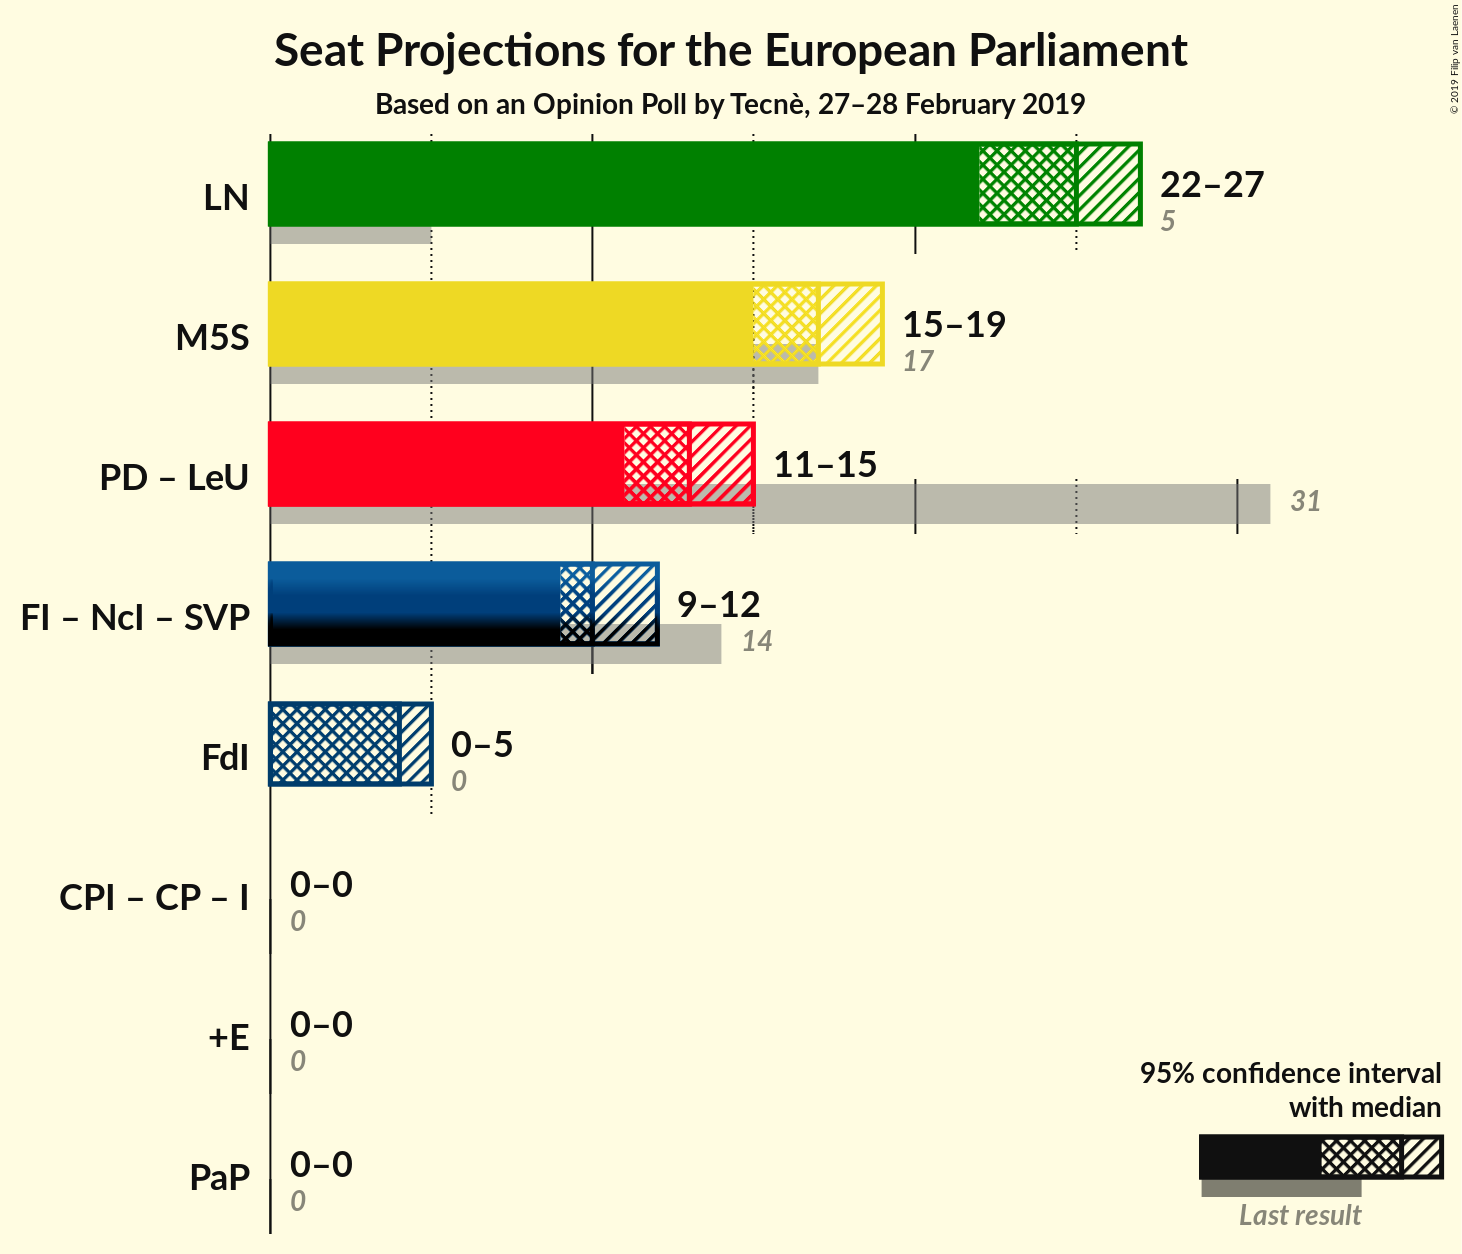 Seat Projections for the European Parliament
Based on an Opinion Poll by Tecnè, 27–28 February 2019
© 2019 Filip van Laenen
LN
22–27
5
M5S
15–19
17
PD – LeU
11–15
31
FI – NcI – SVP
9–12
14
FdI
0–5
0
CPI – CP – I
0–0
0
+E
0–0
0
PaP
0–0
0
95% confidence interval
with median
Last result